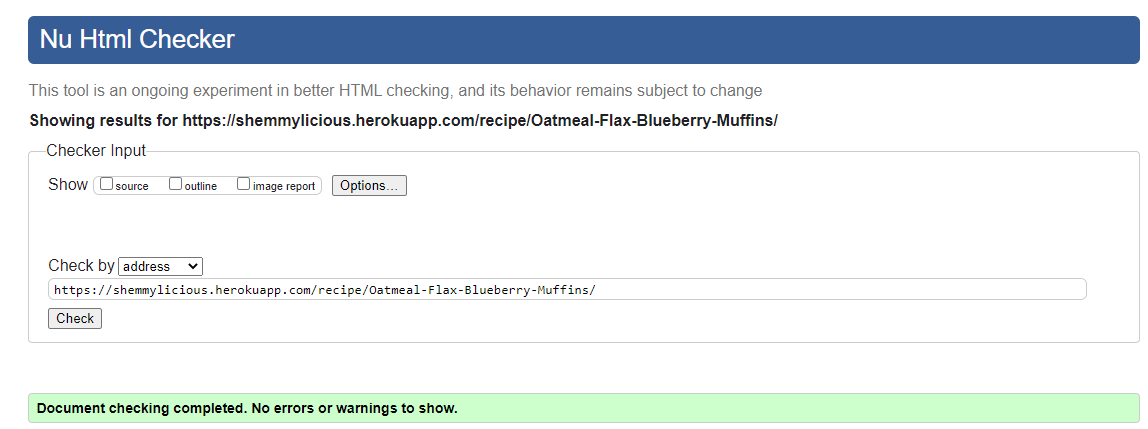 Nu Html Checker
This tool is an ongoing experiment in better HTML checking, and its behavior remains subject to change
Showing results for https://shemmylicious.herokuapp.com/recipe/Oatmeal-Flax-Blueberry-Muffins/
Checker Input
Show source outline image report Options...
Check by address
https://shemmylicious.herokuapp.com/recipe/Oatmeal-Flax-Blueberry-Muffins/
Check
Document checking completed. No errors or warnings to show.